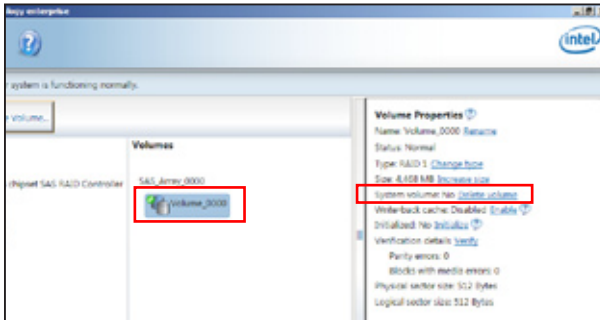 logy enterprise
intel
system is functioning normally.
Volume...
Volumes
chipset SAS RAID Controller
SAS_Array_0000
Volume_0000
Volume Properties
Name: Volume_0000 Rename
Status: Normal
Type: RAID 1 Change type
Size: 4,468 MB Increase size
System volume: No Delete volume
Write-back cache: Disabled Enable
Initialized: No Initialize
Verification details Verify
Parity errors: 0
Blocks with media errors: 0
Physical sector size: 512 Bytes
Logical sector size: 512 Bytes